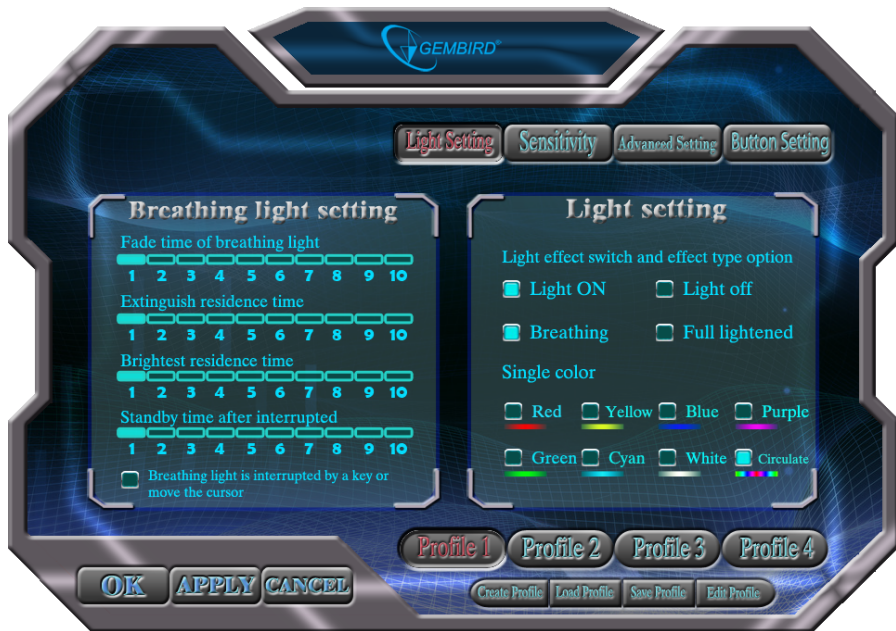 GEMBIRD®
Light Setting Sensitivity Advanced Setting Button Setting
Breathing light setting
Fade time of breathing light
1 2 3 4 5 6 7 8 9 10
Extinguish residence time
1 2 3 4 5 6 7 8 9 10
Brightest residence time
1 2 3 4 5 6 7 8 9 10
Standby time after interrupted
1 2 3 4 5 6 7 8 9 10
Breathing light is interrupted by a key or
move the cursor
Light setting
Light effect switch and effect type option
Light ON Light off
Breathing Full lightened
Single color
Red Yellow Blue Purple
Green Cyan White Circulate
Profile 1 Profile 2 Profile 3 Profile 4
OK APPLY CANCEL
Create Profile Load Profile Save Profile Edit Profile